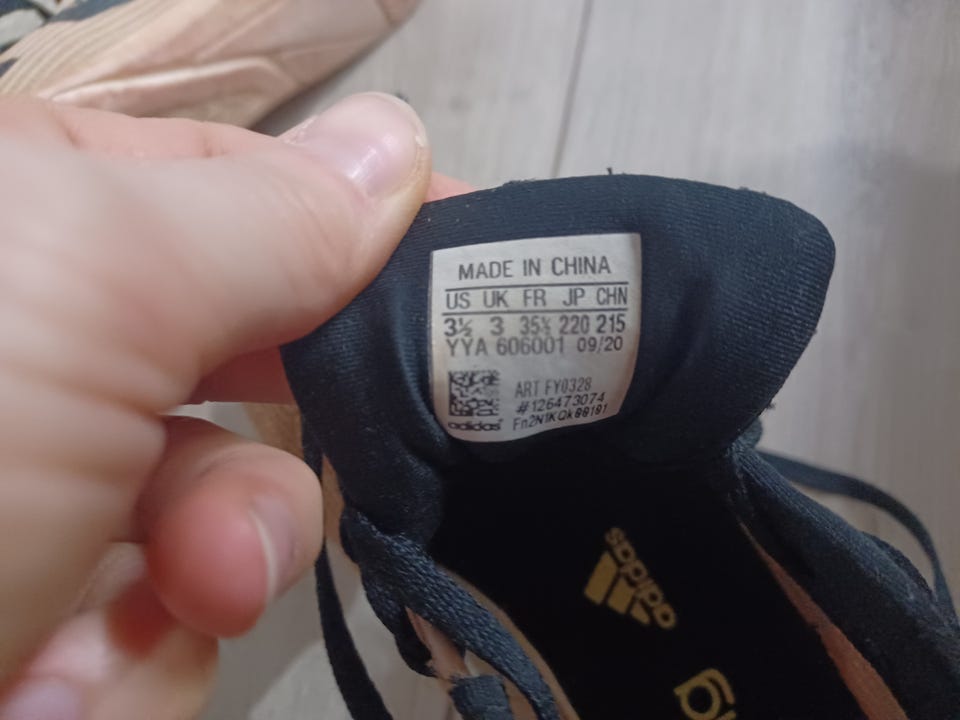 MADE IN CHINA
US UK FR JP CHN
3½ 3 35½ 220 215
YYA 606001 09/20
ART FY0328
#126473074
adidas
adidas